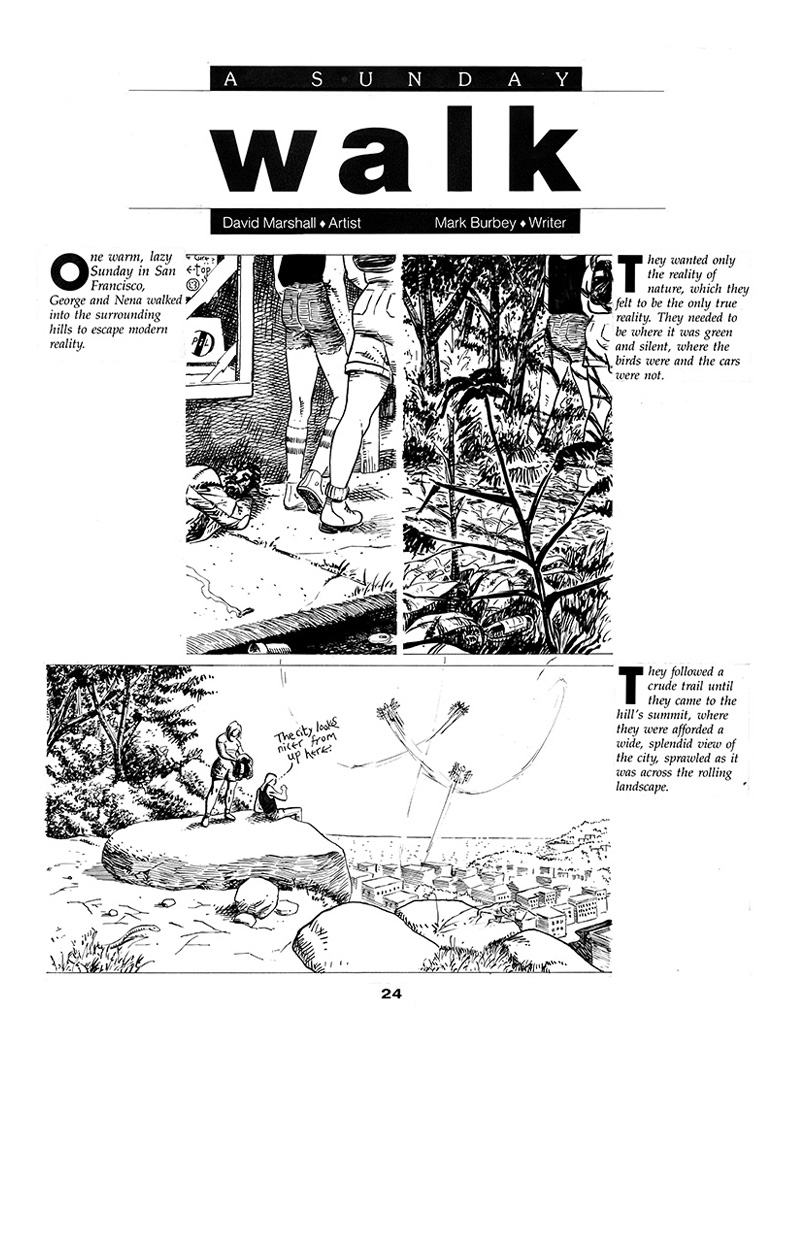 A SUNDAY
walk
David Marshall ♦ Artist
Mark Burbey ♦ Writer
One warm, lazy
Sunday in San
Francisco,
George and Nena walked
into the surrounding
hills to escape modern
reality.
They wanted only
the reality of
nature, which they
felt to be the only true
reality. They needed to
be where it was green
and silent, where the
birds were and the cars
were not.
They followed a
crude trail until
they came to the
hill's summit, where
they were afforded a
wide, splendid view of
the city, sprawled as it
was across the rolling
landscape.
The city looks
nicer from
up here.
24